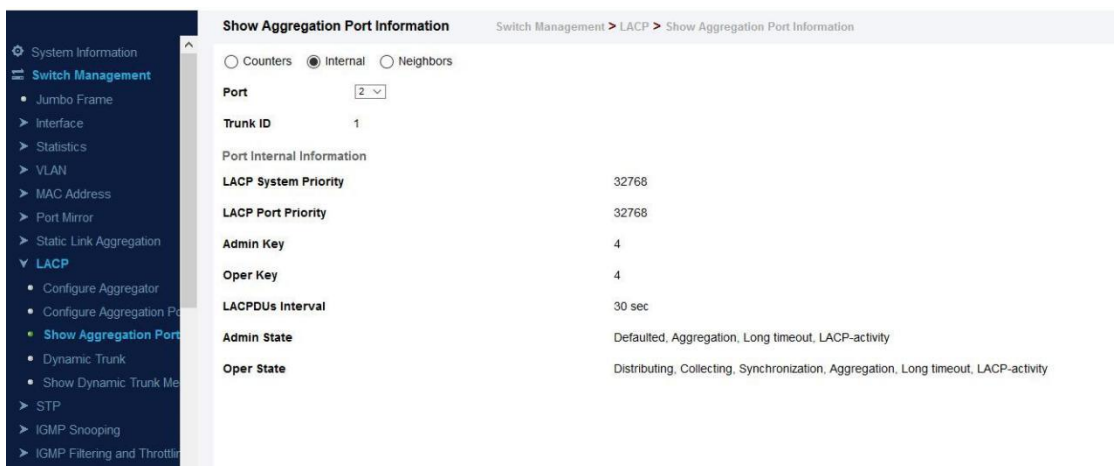 Show Aggregation Port Information
Switch Management > LACP > Show Aggregation Port Information
System Information
Switch Management
Jumbo Frame
Interface
Statistics
VLAN
MAC Address
Port Mirror
Static Link Aggregation
LACP
Configure Aggregator
Configure Aggregation Po
Show Aggregation Port
Dynamic Trunk
Show Dynamic Trunk Me
STP
IGMP Snooping
IGMP Filtering and Throttlin
Counters Internal Neighbors
Port 2
Trunk ID 1
Port Internal Information
LACP System Priority 32768
LACP Port Priority 32768
Admin Key 4
Oper Key 4
LACPDUs Interval 30 sec
Admin State Defaulted, Aggregation, Long timeout, LACP-activity
Oper State Distributing, Collecting, Synchronization, Aggregation, Long timeout, LACP-activity